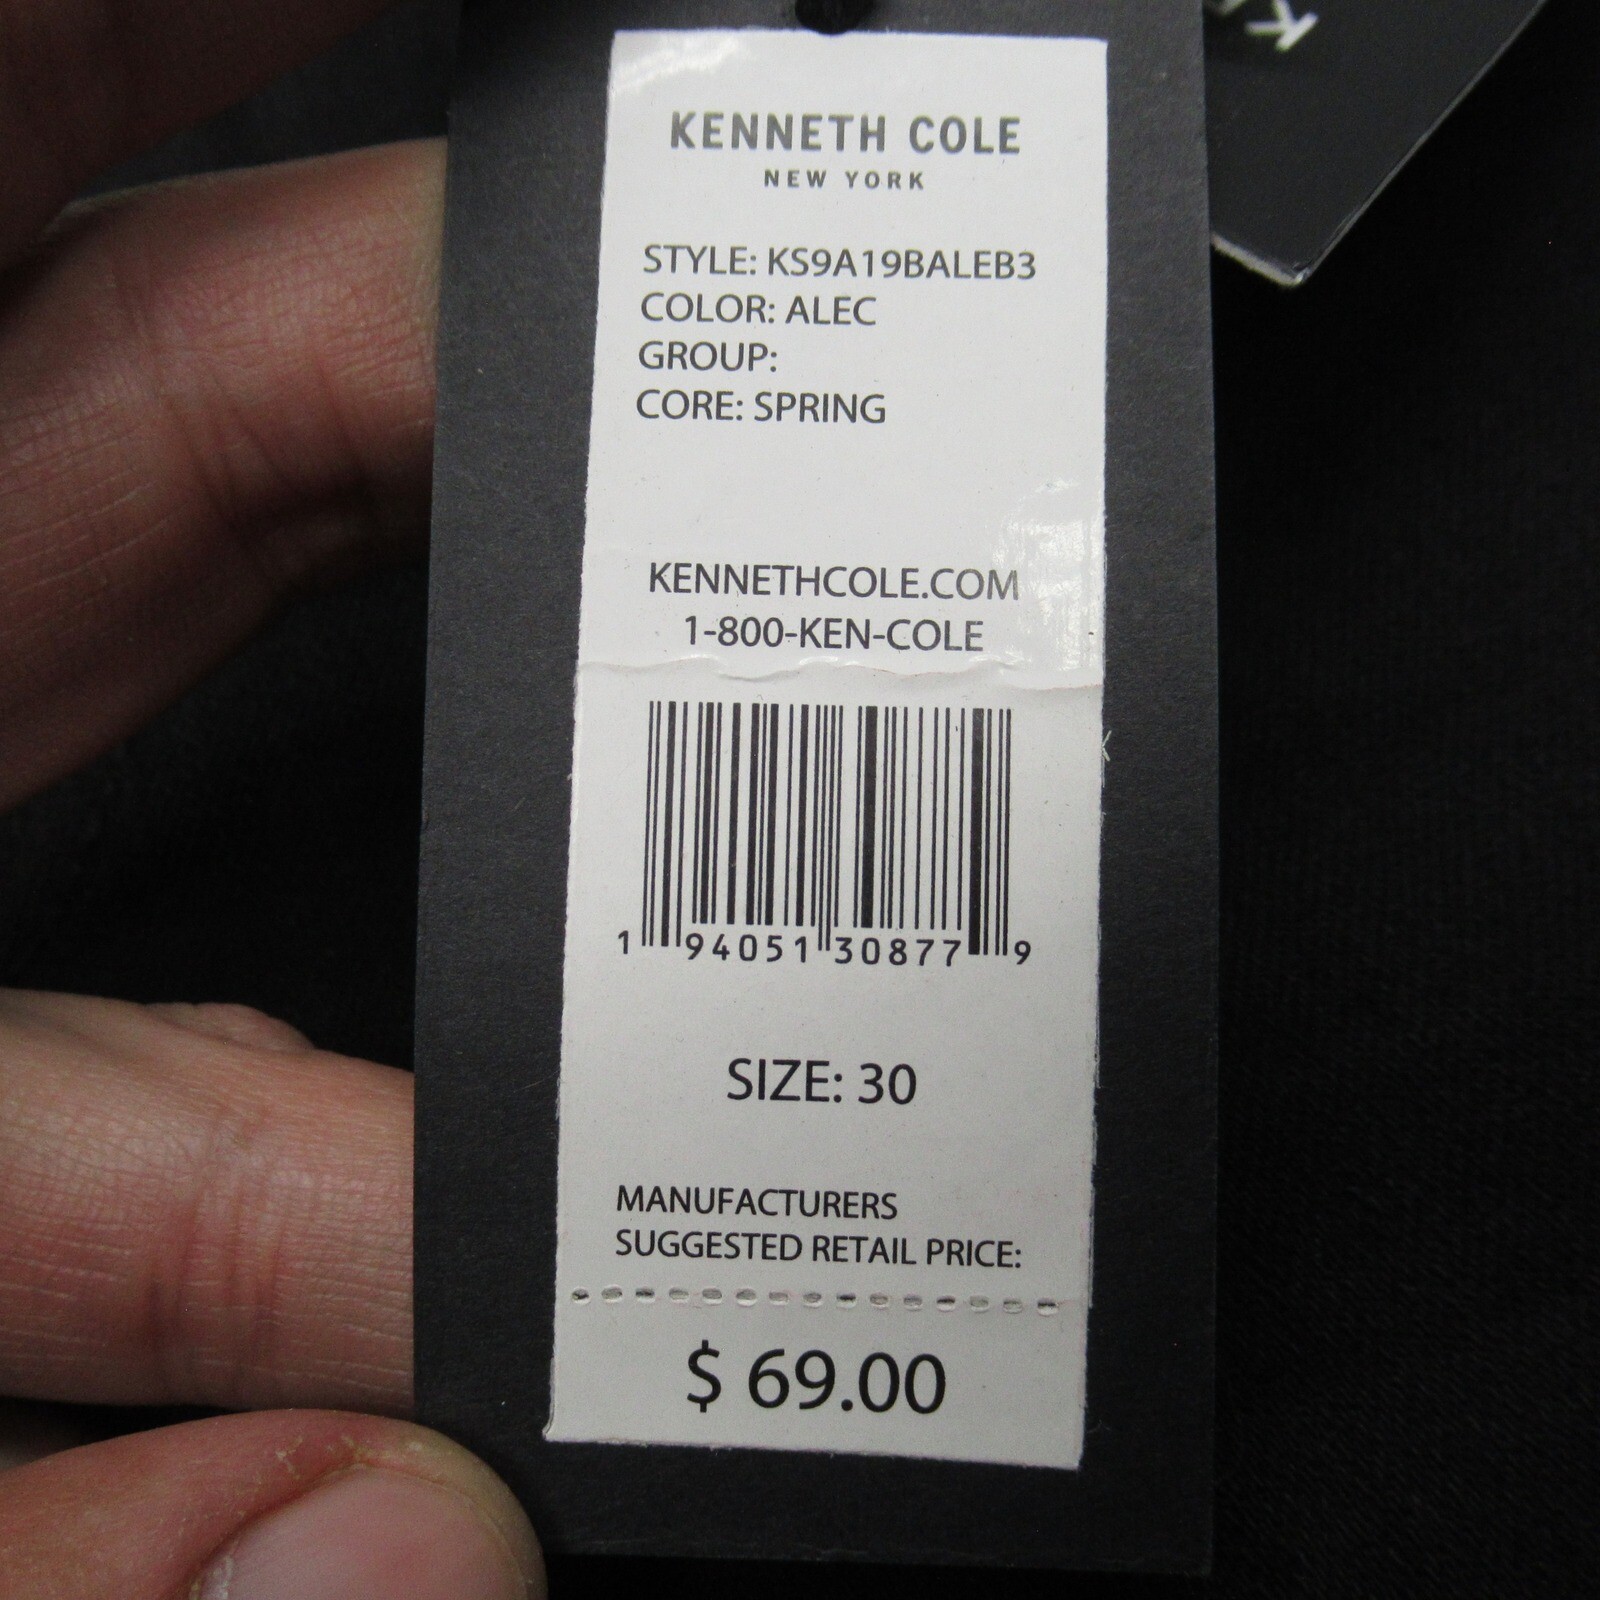 KENNETH COLE
NEW YORK
STYLE: KS9A19BALEB3
COLOR: ALEC
GROUP:
CORE: SPRING
KENNETHCOLE.COM
1-800-KEN-COLE
1 94051 30877 9
SIZE: 30
MANUFACTURERS
SUGGESTED RETAIL PRICE:
$ 69.00